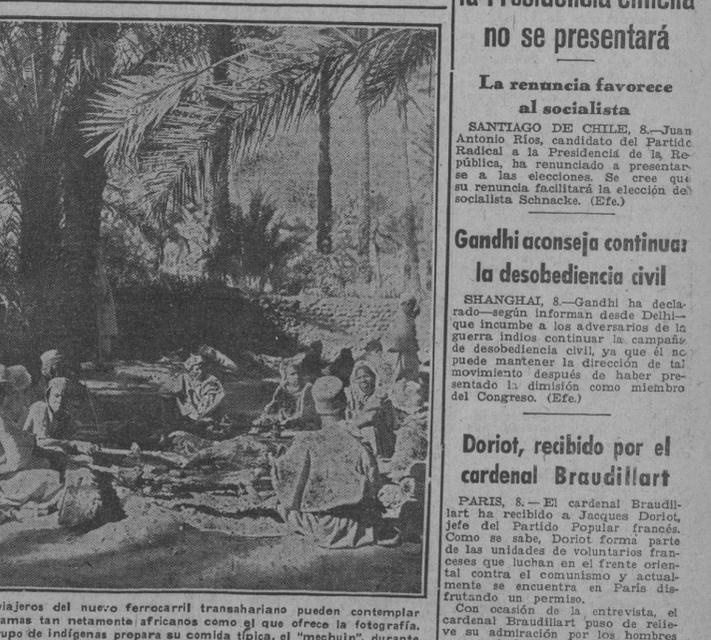 la Presidencia chilena
no se presentará
La renuncia favorece
al socialista
SANTIAGO DE CHILE, 8.—Juan
Antonio Ríos, candidato del Partido
Radical a la Presidencia de la Re-
pública, ha renunciado a presentar-
se a las elecciones. Se cree que
su renuncia facilitará la elección del
socialista Schnacke. (Efe.)
Gandhi aconseja continuar
la desobediencia civil
SHANGHAI, 8.—Gandhi ha decla-
rado—según informan desde Delhi—
que incumbe a los adversarios de la
guerra indios continuar la campaña
de desobediencia civil, ya que él no
puede mantener la dirección de tal
movimiento después de haber pre-
sentado la dimisión como miembro
del Congreso. (Efe.)
Doriot, recibido por el
cardenal Braudillart
PARIS, 8.—El cardenal Braudil-
lart ha recibido a Jacques Doriot,
jefe del Partido Popular francés.
Como se sabe, Doriot forma parte
de las unidades de voluntarios fran-
ceses que luchan en el frente orien-
tal contra el comunismo y actual-
mente se encuentra en Paris dis-
frutando un permiso.
Con ocasión de la entrevista, el
cardenal Braudillart puso de relie-
ve su admiración por los hombres
viajeros del nuevo ferrocarril transahariano pueden contemplar
amas tan netamente africanos como el que ofrece la fotografía.
rupo de indígenas prepara su comida típica, el "mechuin", durante